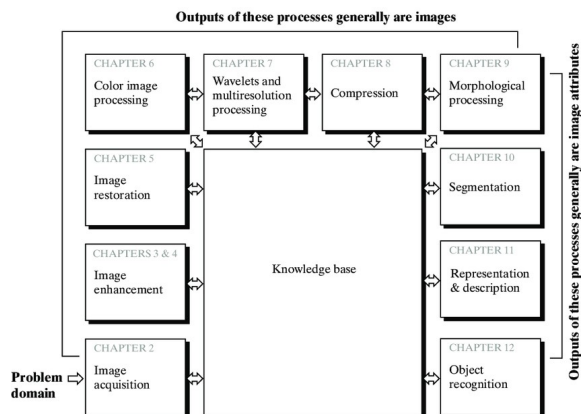 Outputs of these processes generally are images
CHAPTER 6
Color image
processing
CHAPTER 7
Wavelets and
multiresolution
processing
CHAPTER 8
Compression
CHAPTER 9
Morphological
processing
CHAPTER 5
Image
restoration
CHAPTER 10
Segmentation
CHAPTERS 3 & 4
Image
enhancement
Knowledge base
CHAPTER 11
Representation
& description
Problem
domain
CHAPTER 2
Image
acquisition
CHAPTER 12
Object
recognition
Outputs of these processes generally are image attributes